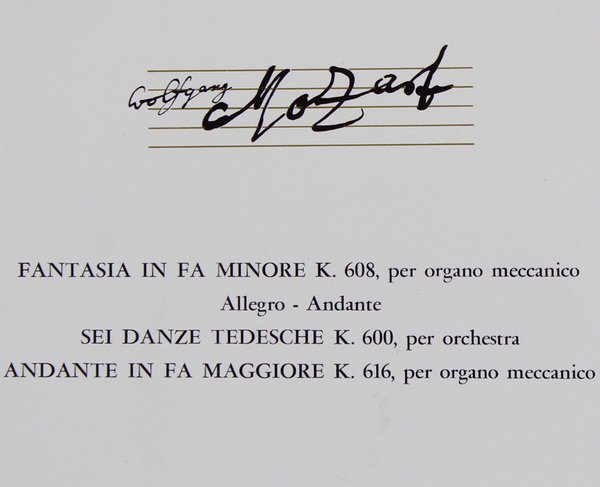 Wolfgang Mozart
FANTASIA IN FA MINORE K. 608, per organo meccanico
Allegro - Andante
SEI DANZE TEDESCHE K. 600, per orchestra
ANDANTE IN FA MAGGIORE K. 616, per organo meccanico